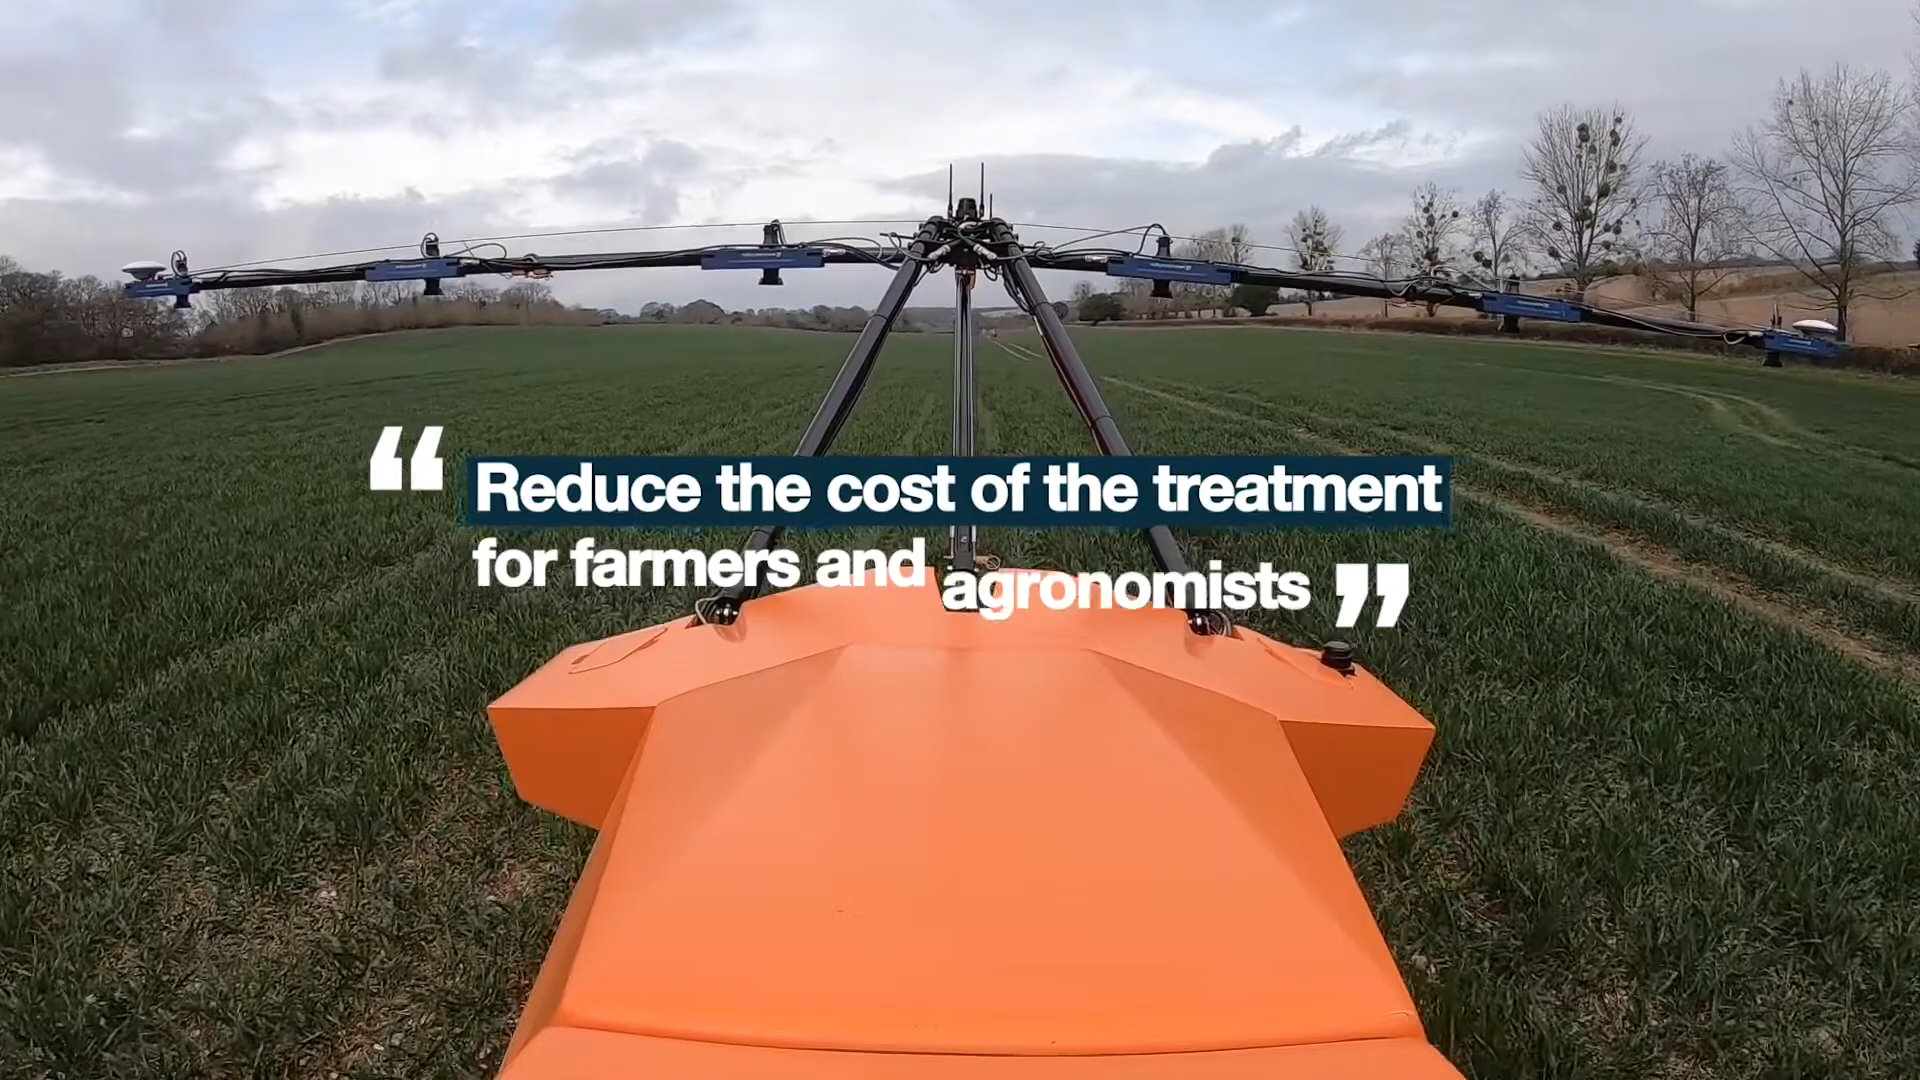 “Reduce the cost of the treatment
for farmers and agronomists”